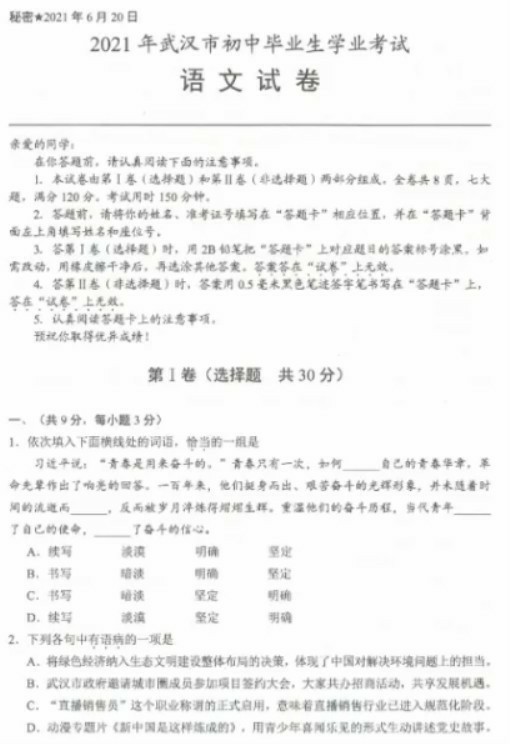 秘密★2021年6月20日
2021年武汉市初中毕业生学业考试
语文试卷
亲爱的同学：
在你答题前，请认真阅读下面的注意事项。
1. 本试卷由第Ⅰ卷（选择题）和第Ⅱ卷（非选择题）两部分组成。全卷共8页，七大
题，满分120分。考试用时150分钟。
2. 答题前，请将你的姓名、准考证号填写在“答题卡”相应位置，并在“答题卡”背
面左上角填写姓名和座位号。
3. 答第Ⅰ卷（选择题）时，用2B铅笔把“答题卡”上对应题目的答案标号涂黑。如
需改动，用橡皮擦干净后，再选涂其他答案。答案答在“试卷”上无效。
4. 答第Ⅱ卷（非选择题）时，答案用0.5毫米黑色笔迹签字笔书写在“答题卡”上，
答在“试卷”上无效。
5. 认真阅读答题卡上的注意事项。
预祝你取得优异成绩！
第Ⅰ卷（选择题 共30分）
一、（共9分，每小题3分）
1. 依次填入下面横线处的词语，恰当的一组是
习近平说：“青春是用来奋斗的。”青春只有一次，如何______自己的青春华章，革
命先辈作出了响亮的回答。一百年来，他们挺身而出、艰苦奋斗的光辉形象，并未随着时
间的流逝而______，反而被岁月淬炼得熠熠生辉。重温他们的奋斗历程，当代青年______
了自己的使命，______了奋斗的信心。
A. 续写 淡漠 明确 坚定
B. 书写 暗淡 明确 坚定
C. 书写 暗淡 坚定 明确
D. 续写 淡漠 坚定 明确
2. 下列各句中有语病的一项是
A. 将绿色经济纳入生态文明建设整体布局的决策，体现了中国对解决环境问题上的担当。
B. 武汉市政府邀请城市圈成员参加项目签约大会，大家共办招商活动，共享发展机遇。
C. “直播销售员”这个职业称谓的正式启用，意味着直播销售行业已进入规范化阶段。
D. 动漫专题片《新中国是这样炼成的》，用青少年喜闻乐见的形式生动讲述党史故事。